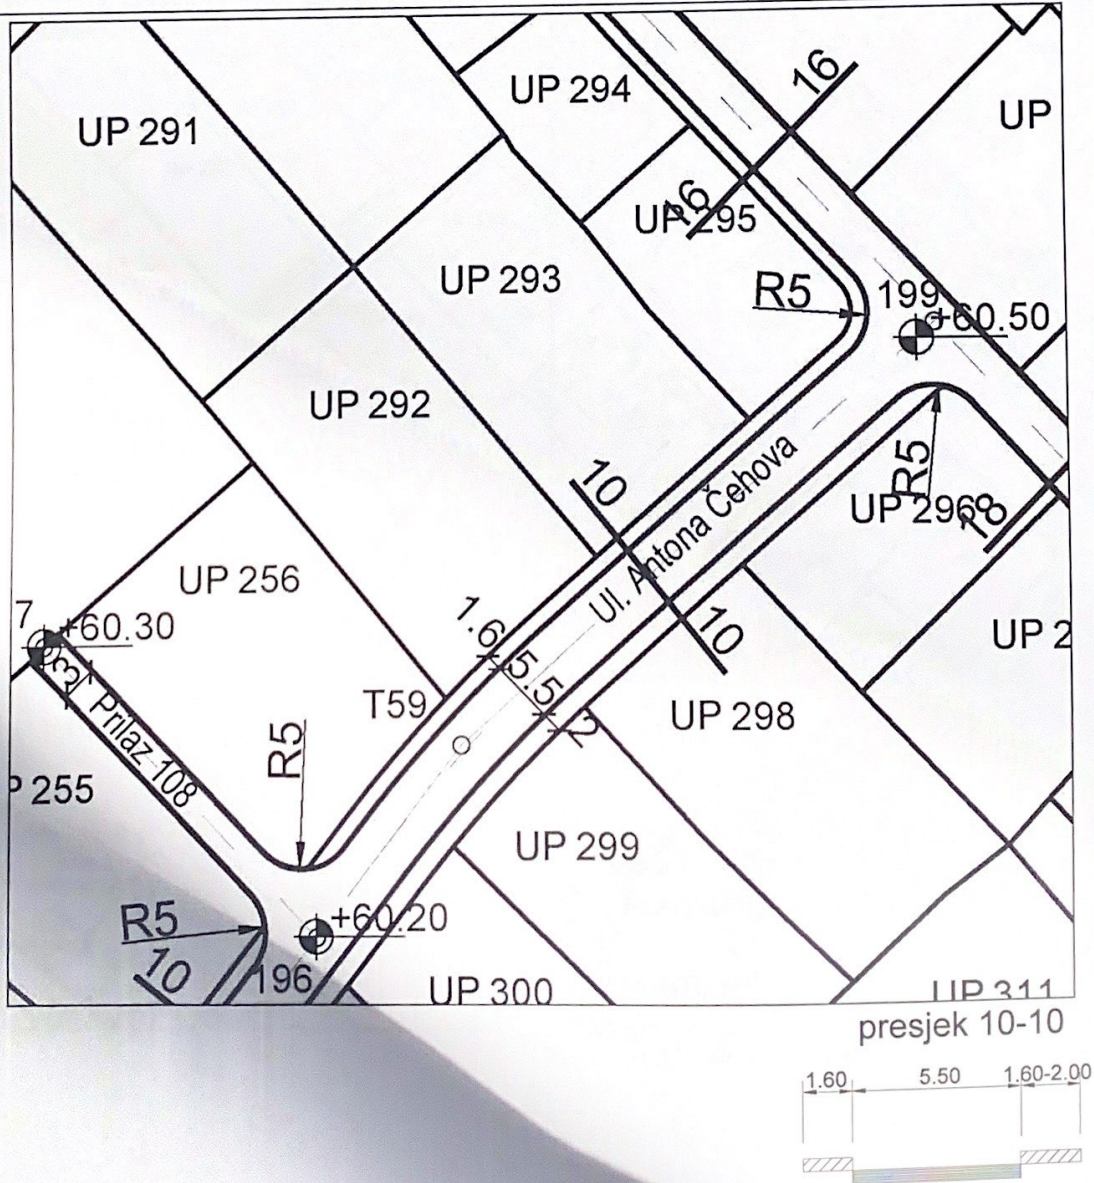 UP 294
16
UP 291
UP
16
UP 295
UP 293
R5
199
+60.50
UP 292
10
R5
UP 296
18
Ul. Antona Čehova
UP 256
7
+60.30
1.6
5.5
2
10
UP 2
3
T59
UP 298
Prilaz 108
R5
P 255
UP 299
R5
+60.20
10
196
UP 300
UP 311
presjek 10-10
1.60
5.50
1.60-2.00